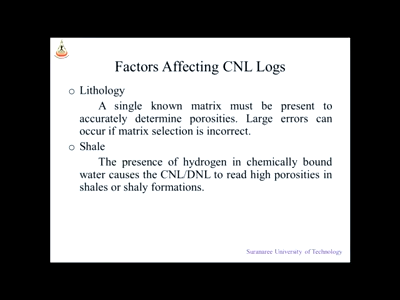 Factors Affecting CNL Logs
o Lithology
A single known matrix must be present to
accurately determine porosities. Large errors can
occur if matrix selection is incorrect.
o Shale
The presence of hydrogen in chemically bound
water causes the CNL/DNL to read high porosities in
shales or shaly formations.
Suranaree University of Technology